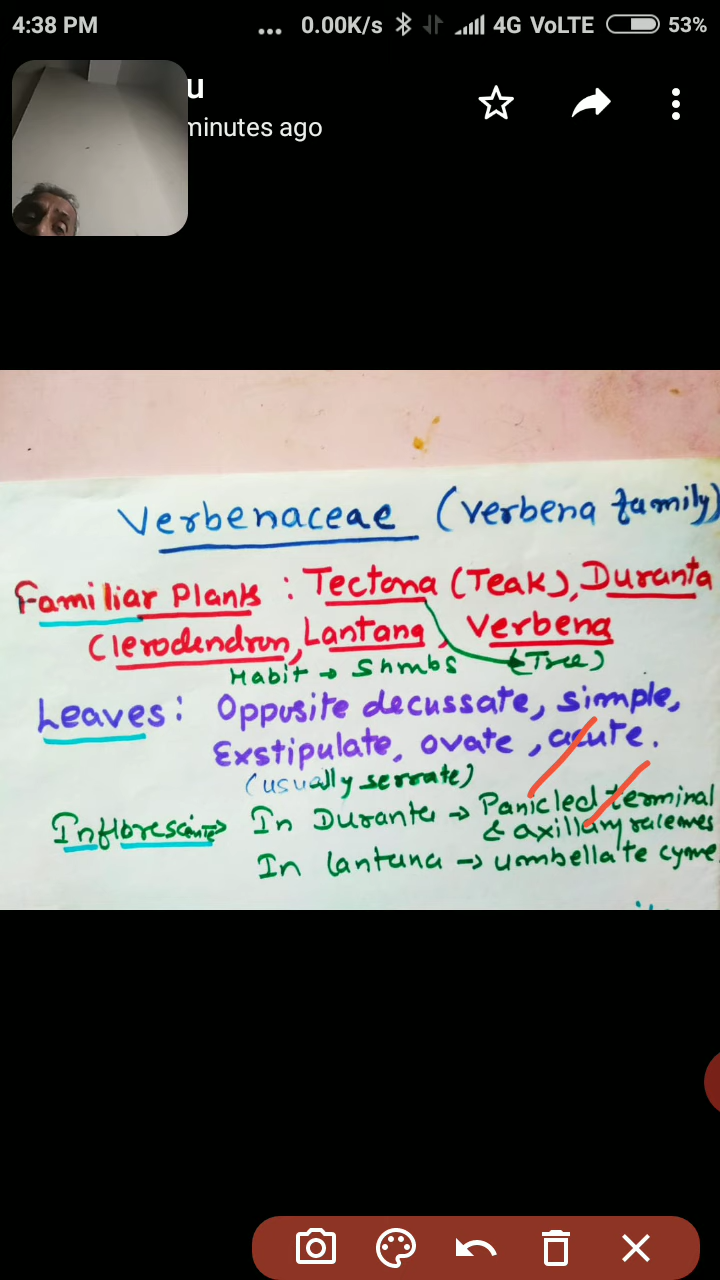 4:38 PM ... 0.00K/s 4G VoLTE 53%
u
minutes ago
Verbenaceae (Verbena family)
Familiar Plants : Tectona (Teak), Duranta
Clerodendron, Lantana, Verbena
Habit → Shrubs (Tree)
Leaves: Opposite decussate, simple,
Exstipulate, ovate, acute.
(usually serrate)
In Duranta → Panicled terminal
& axillary racemes
In lantana → umbellate cyme